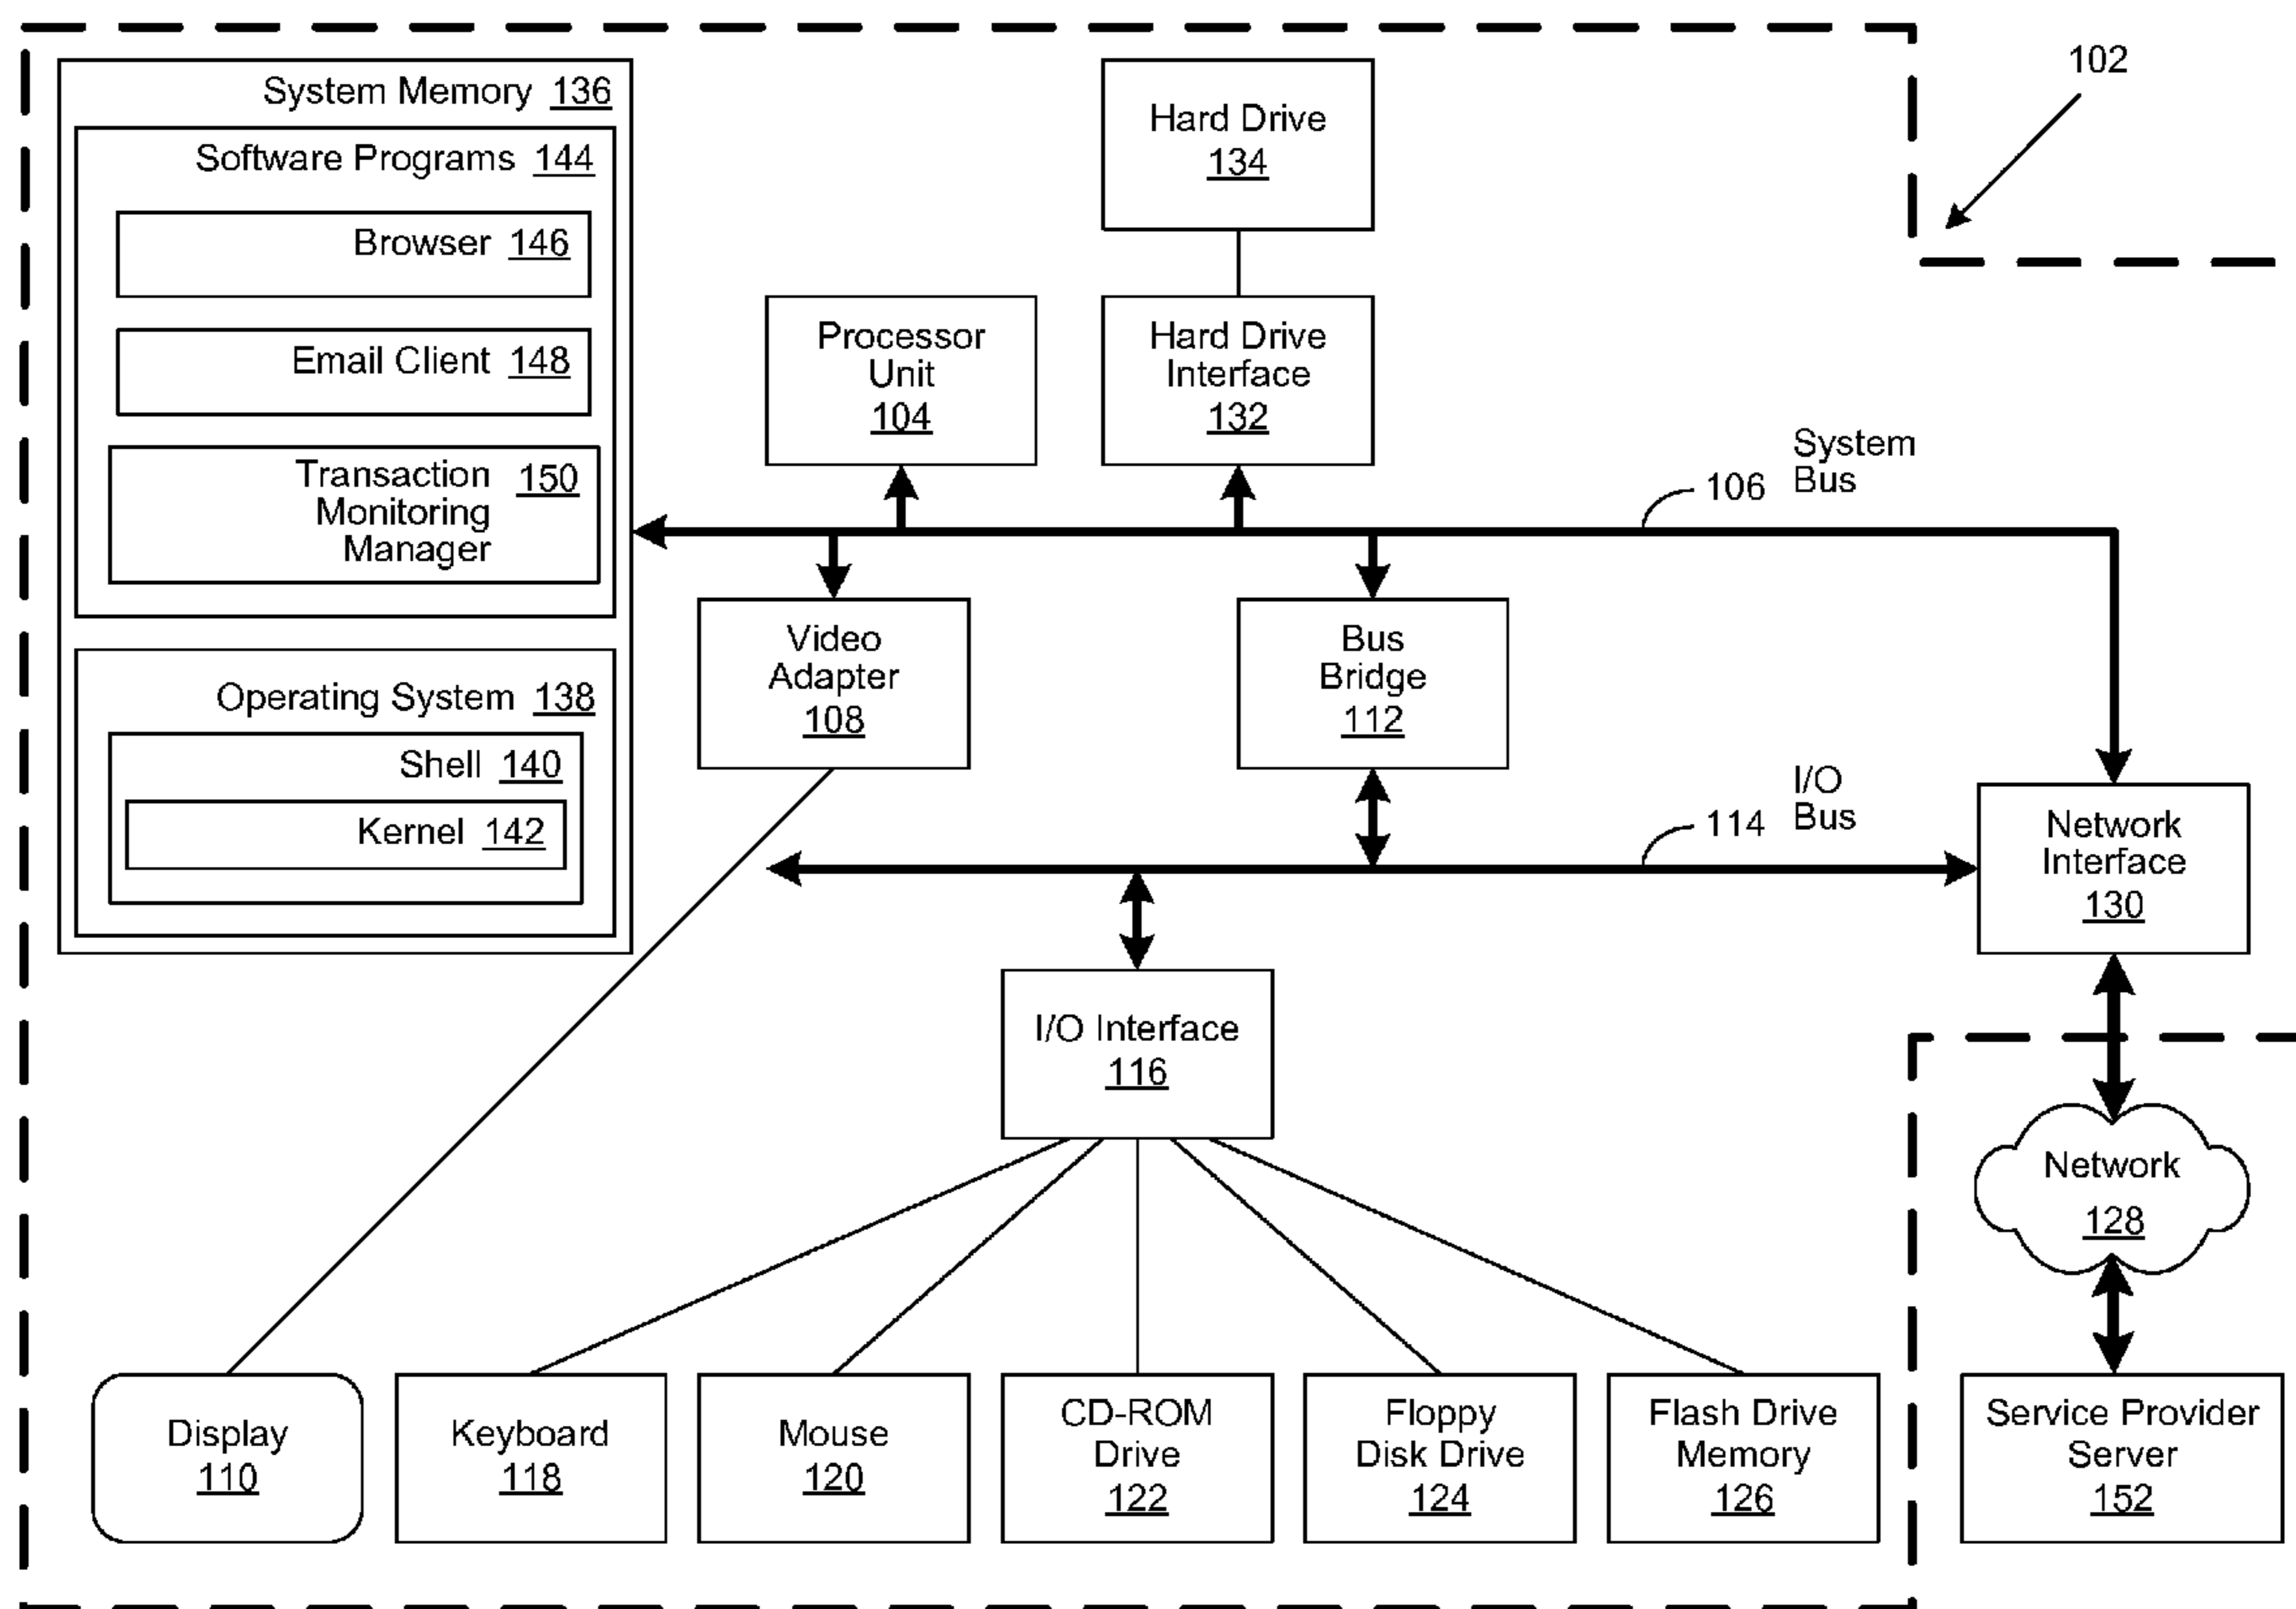 102
System Memory 136
Software Programs 144
Browser 146
Email Client 148
Transaction 150
Monitoring
Manager
Operating System 138
Shell 140
Kernel 142
Hard Drive
134
Processor
Unit
104
Hard Drive
Interface
132
System
Bus
106
Video
Adapter
108
Bus
Bridge
112
I/O
Bus
114
Network
Interface
130
I/O Interface
116
Network
128
Display
110
Keyboard
118
Mouse
120
CD-ROM
Drive
122
Floppy
Disk Drive
124
Flash Drive
Memory
126
Service Provider
Server
152